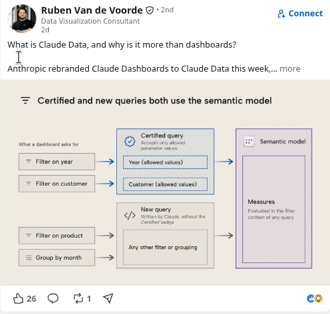 Ruben Van de Voorde • 2nd
Data Visualization Consultant
2d
Connect
What is Claude Data, and why is it more than dashboards?
Anthropic rebranded Claude Dashboards to Claude Data this week,... more
Certified and new queries both use the semantic model
What a dashboard asks for
Filter on year
Filter on customer
Filter on product
Group by month
Certified query
Accepts only allowed
parameter values
Year (allowed values)
Customer (allowed values)
New query
Written by Claude, without the
Certified badge
Any other filter or grouping
Semantic model
Measures
Evaluated in the filter
context of any query
26
1